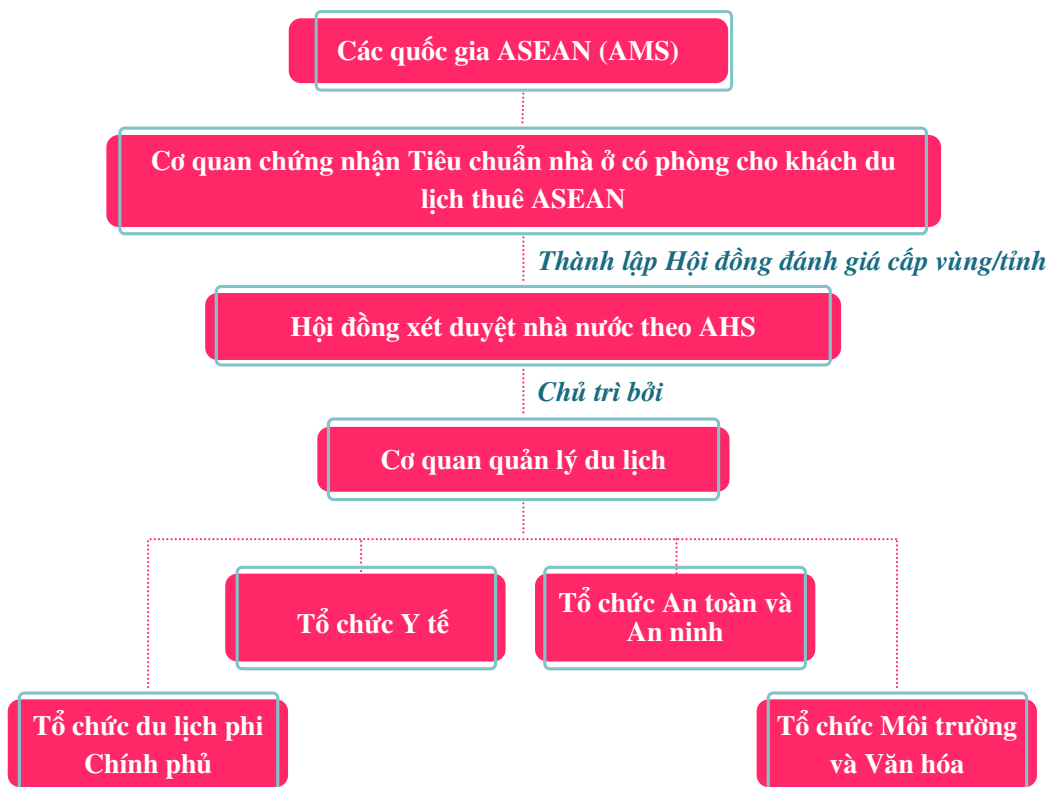 Các quốc gia ASEAN (AMS)
Cơ quan chứng nhận Tiêu chuẩn nhà ở có phòng cho khách du
lịch thuê ASEAN
Thành lập Hội đồng đánh giá cấp vùng/tỉnh
Hội đồng xét duyệt nhà nước theo AHS
Chủ trì bởi
Cơ quan quản lý du lịch
Tổ chức Y tế
Tổ chức An toàn và
An ninh
Tổ chức du lịch phi
Chính phủ
Tổ chức Môi trường
và Văn hóa